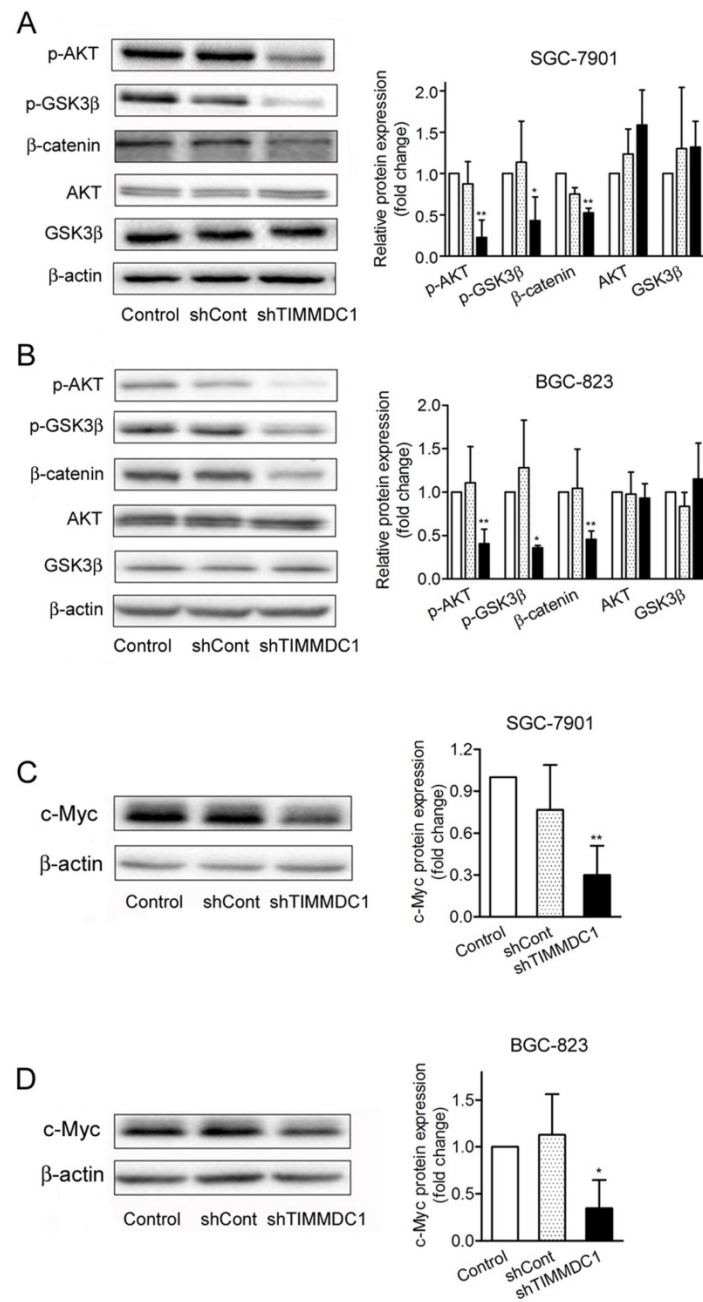 A
p-AKT
p-GSK3β
β-catenin
AKT
GSK3β
β-actin
Control shCont shTIMMDC1
SGC-7901
Relative protein expression
(fold change)
2.0
1.5
1.0
0.5
0.0
** * **
p-AKT p-GSK3β β-catenin AKT GSK3β
B
p-AKT
p-GSK3β
β-catenin
AKT
GSK3β
β-actin
Control shCont shTIMMDC1
BGC-823
Relative protein expression
(fold change)
2.0
1.5
1.0
0.5
0.0
** * **
p-AKT p-GSK3β β-catenin AKT GSK3β
C
c-Myc
β-actin
Control shCont shTIMMDC1
SGC-7901
c-Myc protein expression
(fold change)
1.2
0.9
0.6
0.3
0.0
**
Control shCont shTIMMDC1
D
c-Myc
β-actin
Control shCont shTIMMDC1
BGC-823
c-Myc protein expression
(fold change)
1.5
1.0
0.5
0.0
*
Control shCont shTIMMDC1